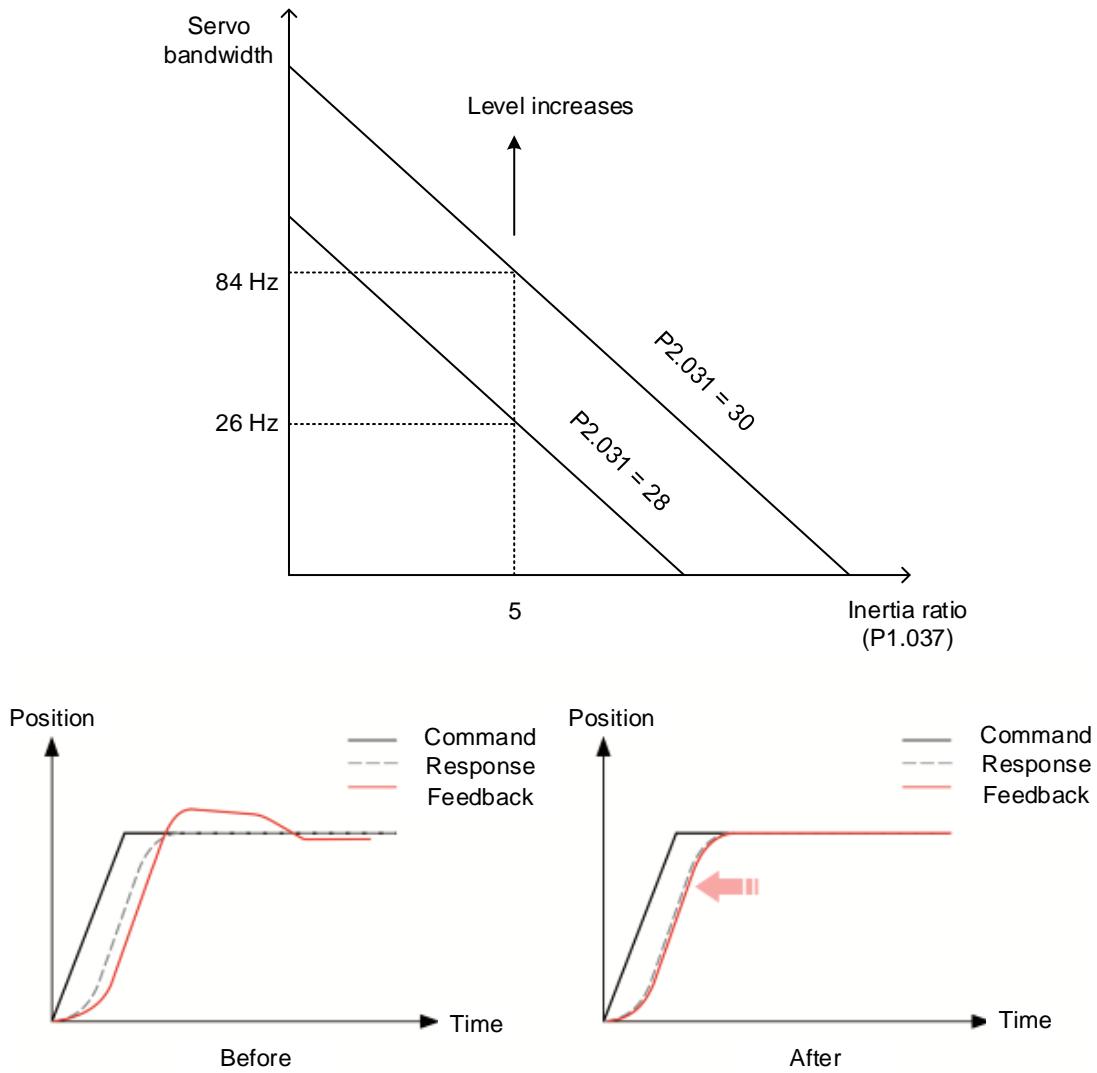 Servo
bandwidth
Level increases
84 Hz
P2.031 = 30
26 Hz
P2.031 = 28
5
Inertia ratio
(P1.037)
Position
Command
Response
Feedback
Time
Before
Position
Command
Response
Feedback
Time
After